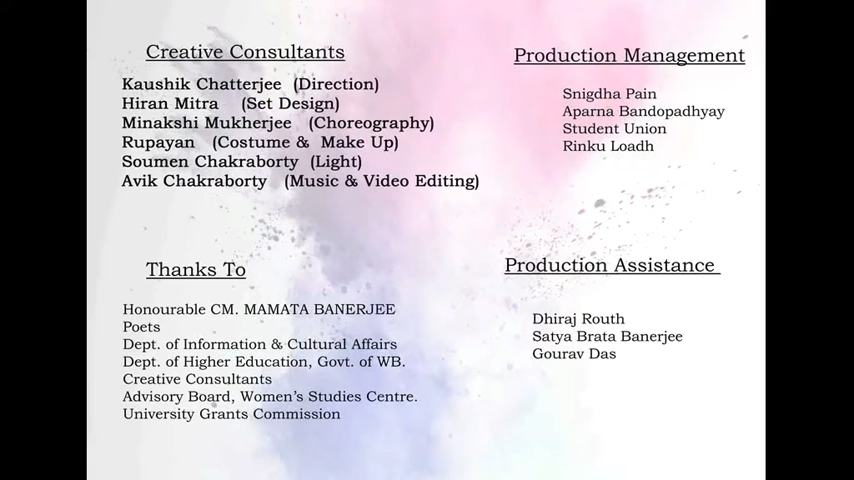 Creative Consultants
Kaushik Chatterjee (Direction)
Hiran Mitra (Set Design)
Minakshi Mukherjee (Choreography)
Rupayan (Costume & Make Up)
Soumen Chakraborty (Light)
Avik Chakraborty (Music & Video Editing)
Production Management
Snigdha Pain
Aparna Bandopadhyay
Student Union
Rinku Loadh
Thanks To
Honourable CM. MAMATA BANERJEE
Poets
Dept. of Information & Cultural Affairs
Dept. of Higher Education, Govt. of WB.
Creative Consultants
Advisory Board, Women's Studies Centre.
University Grants Commission
Production Assistance
Dhiraj Routh
Satya Brata Banerjee
Gourav Das